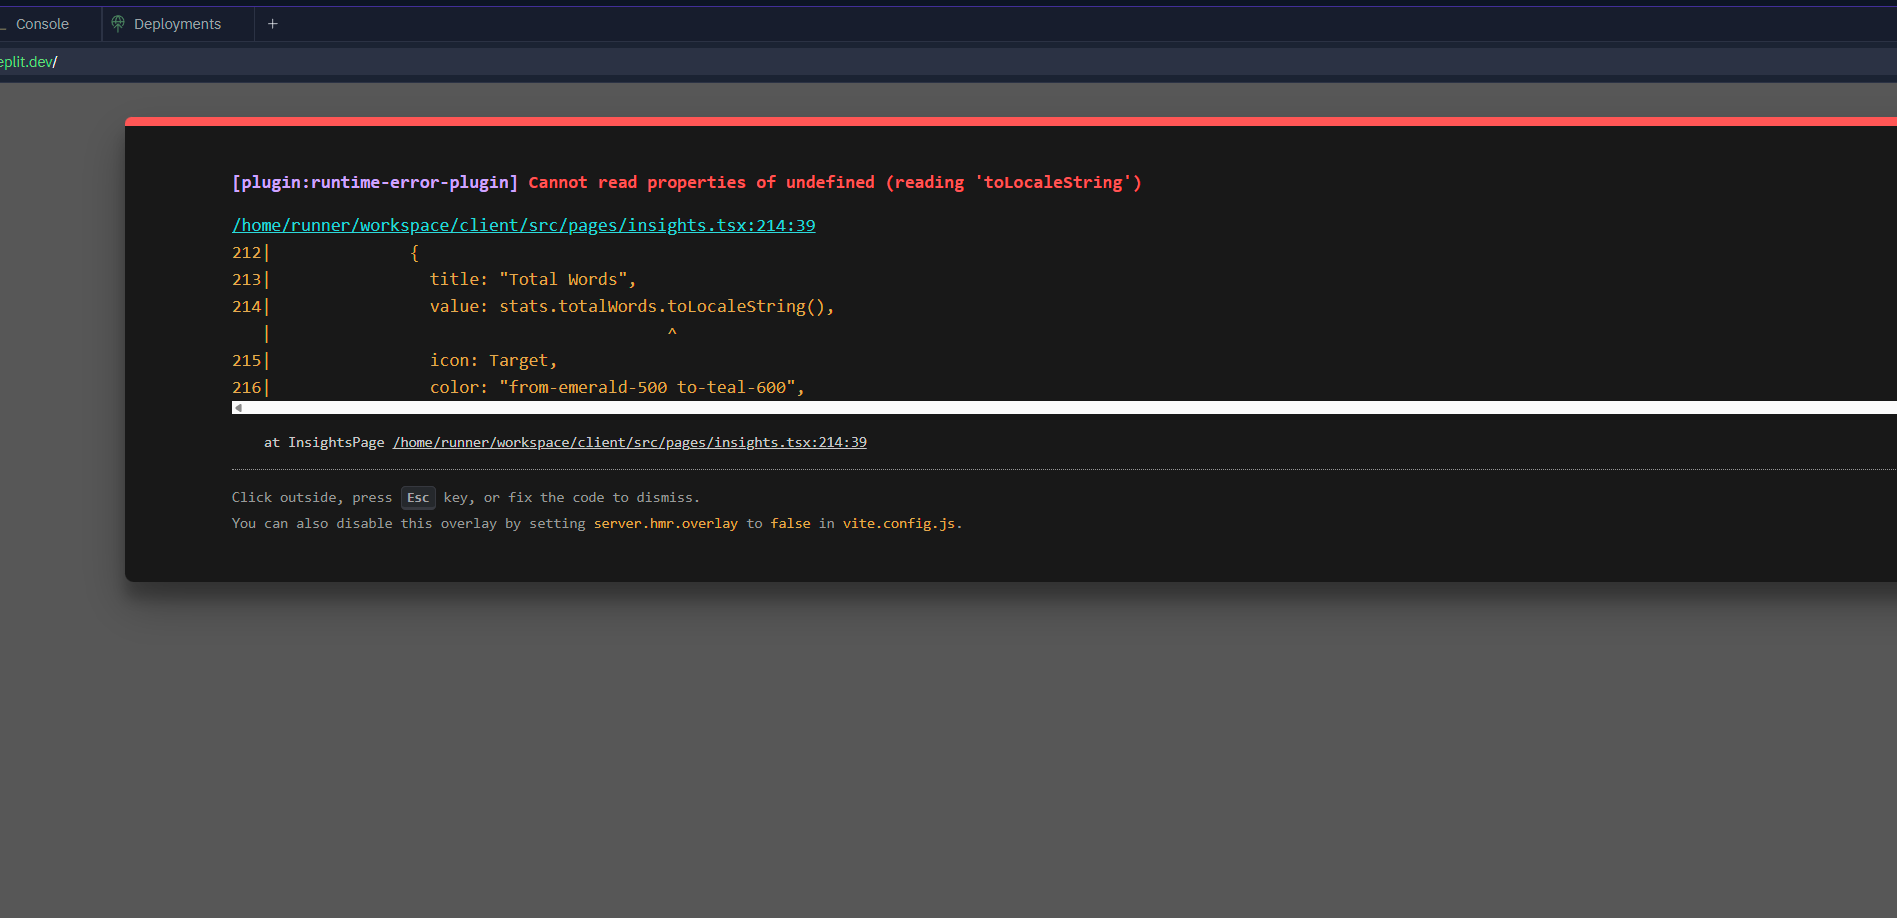 Console
Deployments
+
eplit.dev/
[plugin:runtime-error-plugin] Cannot read properties of undefined (reading 'toLocaleString')
/home/runner/workspace/client/src/pages/insights.tsx:214:39
212|              {
213|                title: "Total Words",
214|                value: stats.totalWords.toLocaleString(),
   |                                        ^
215|                icon: Target,
216|                color: "from-emerald-500 to-teal-600",
at InsightsPage /home/runner/workspace/client/src/pages/insights.tsx:214:39
Click outside, press Esc key, or fix the code to dismiss.
You can also disable this overlay by setting server.hmr.overlay to false in vite.config.js.